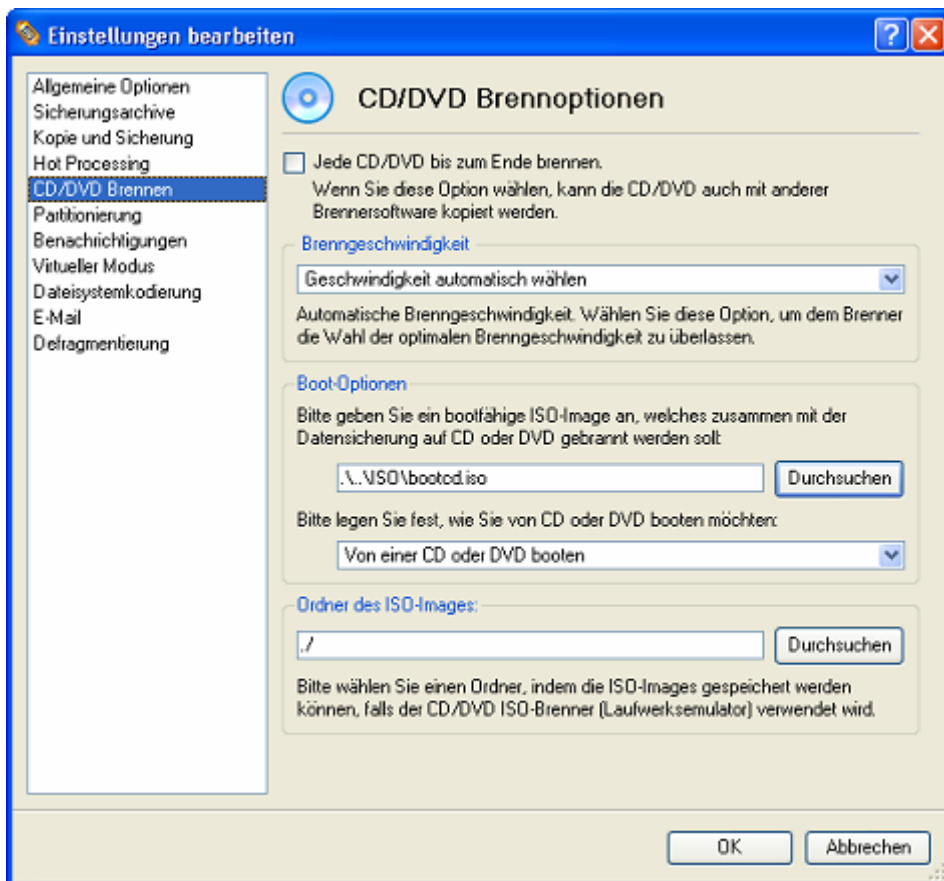 Einstellungen bearbeiten
Allgemeine Optionen
Sicherungsarchive
Kopie und Sicherung
Hot Processing
CD/DVD Brennen
Partitionierung
Benachrichtigungen
Virtueller Modus
Dateisystemkodierung
E-Mail
Defragmentierung
CD/DVD Brennoptionen
Jede CD/DVD bis zum Ende brennen.
Wenn Sie diese Option wählen, kann die CD/DVD auch mit anderer
Brennersoftware kopiert werden.
Brenngeschwindigkeit
Geschwindigkeit automatisch wählen
Automatische Brenngeschwindigkeit. Wählen Sie diese Option, um dem Brenner
die Wahl der optimalen Brenngeschwindigkeit zu überlassen.
Boot-Optionen
Bitte geben Sie ein bootfähige ISO-Image an, welches zusammen mit der
Datensicherung auf CD oder DVD gebrannt werden soll:
.\..\ISO\bootcd.iso
Durchsuchen
Bitte legen Sie fest, wie Sie von CD oder DVD booten möchten:
Von einer CD oder DVD booten
Ordner des ISO-Images:
./
Durchsuchen
Bitte wählen Sie einen Ordner, indem die ISO-Images gespeichert werden
können, falls der CD/DVD ISO-Brenner (Laufwerksemulator) verwendet wird.
OK
Abbrechen